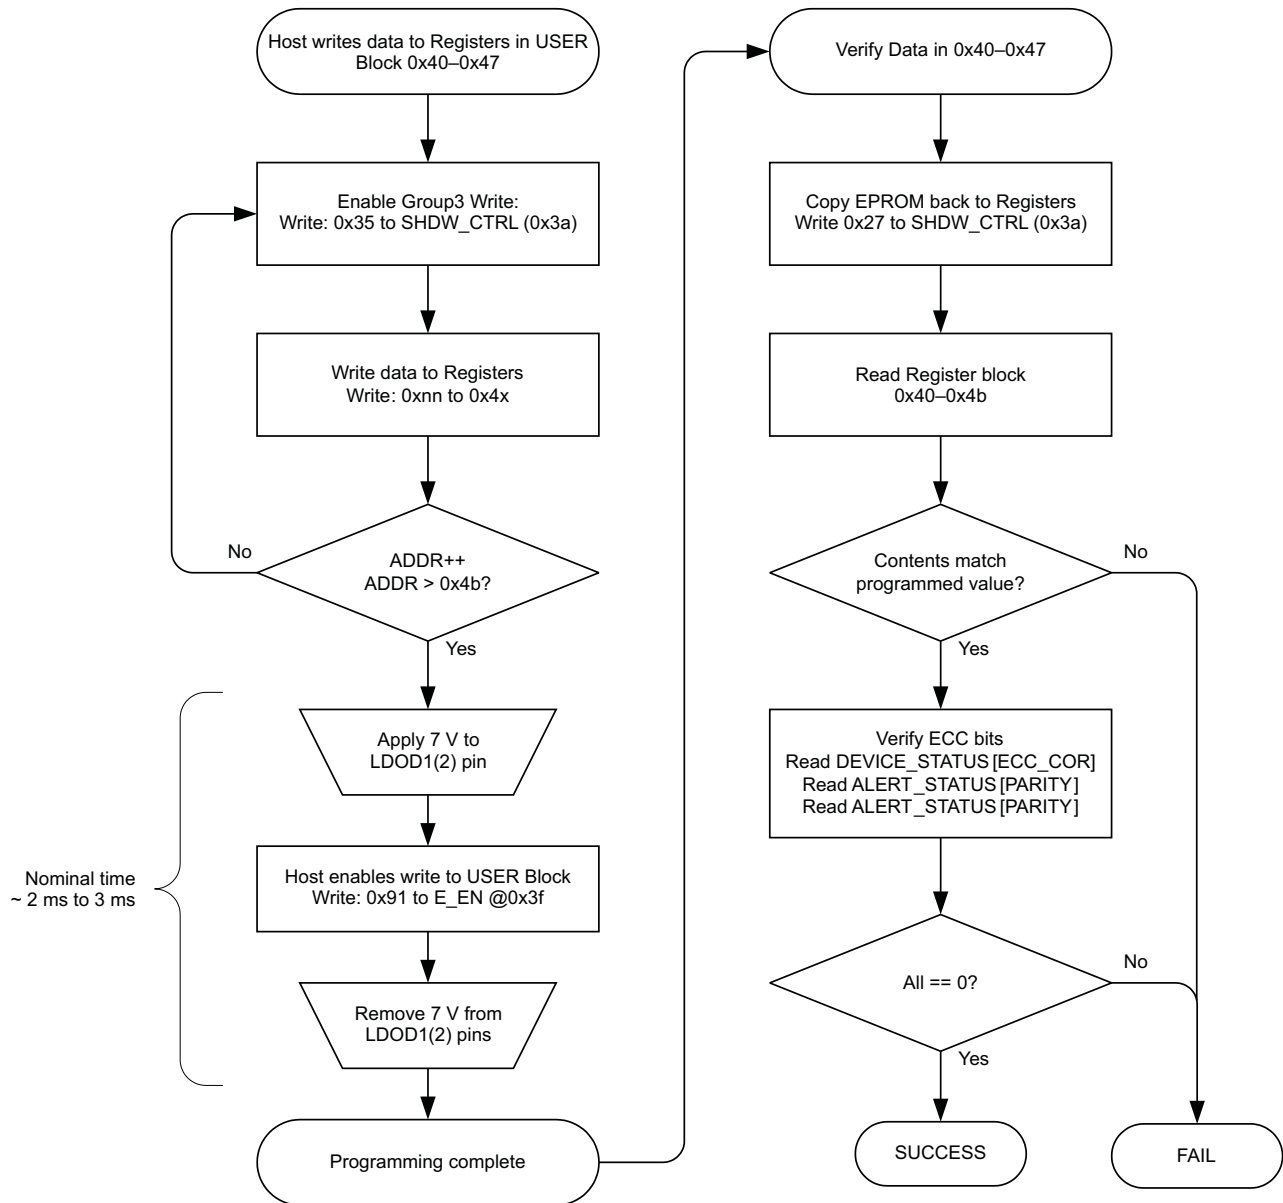 Host writes data to Registers in USER
Block 0x40–0x47
Enable Group3 Write:
Write: 0x35 to SHDW_CTRL (0x3a)
Write data to Registers
Write: 0xnn to 0x4x
No
ADDR++
ADDR > 0x4b?
Yes
Apply 7 V to
LDOD1(2) pin
Nominal time
~ 2 ms to 3 ms
Host enables write to USER Block
Write: 0x91 to E_EN @0x3f
Remove 7 V from
LDOD1(2) pins
Programming complete
Verify Data in 0x40–0x47
Copy EPROM back to Registers
Write 0x27 to SHDW_CTRL (0x3a)
Read Register block
0x40–0x4b
Contents match
programmed value?
No
Yes
Verify ECC bits
Read DEVICE_STATUS [ECC_COR]
Read ALERT_STATUS [PARITY]
Read ALERT_STATUS [PARITY]
All == 0?
No
Yes
SUCCESS
FAIL